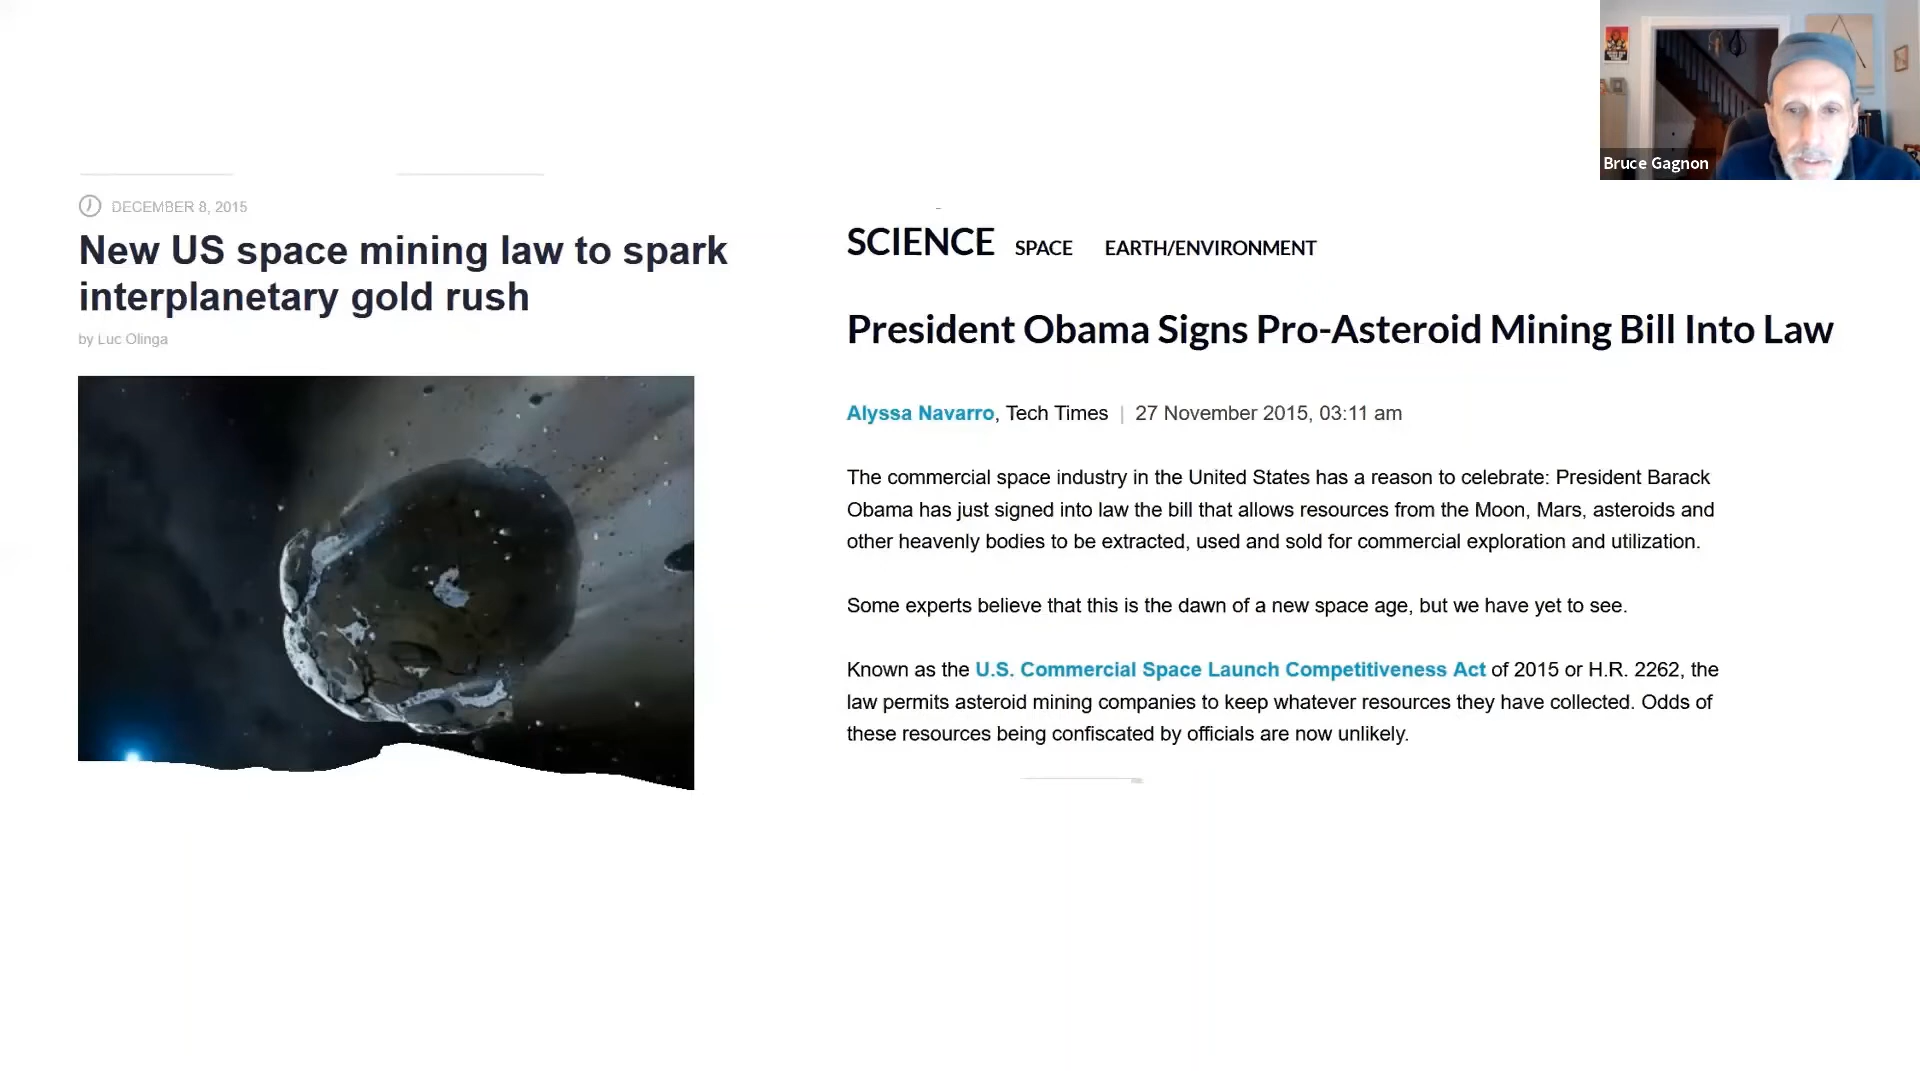 Bruce Gagnon
DECEMBER 8, 2015
New US space mining law to spark
interplanetary gold rush
by Luc Olinga
SCIENCE SPACE EARTH/ENVIRONMENT
President Obama Signs Pro-Asteroid Mining Bill Into Law
Alyssa Navarro, Tech Times | 27 November 2015, 03:11 am
The commercial space industry in the United States has a reason to celebrate: President Barack
Obama has just signed into law the bill that allows resources from the Moon, Mars, asteroids and
other heavenly bodies to be extracted, used and sold for commercial exploration and utilization.
Some experts believe that this is the dawn of a new space age, but we have yet to see.
Known as the U.S. Commercial Space Launch Competitiveness Act of 2015 or H.R. 2262, the
law permits asteroid mining companies to keep whatever resources they have collected. Odds of
these resources being confiscated by officials are now unlikely.